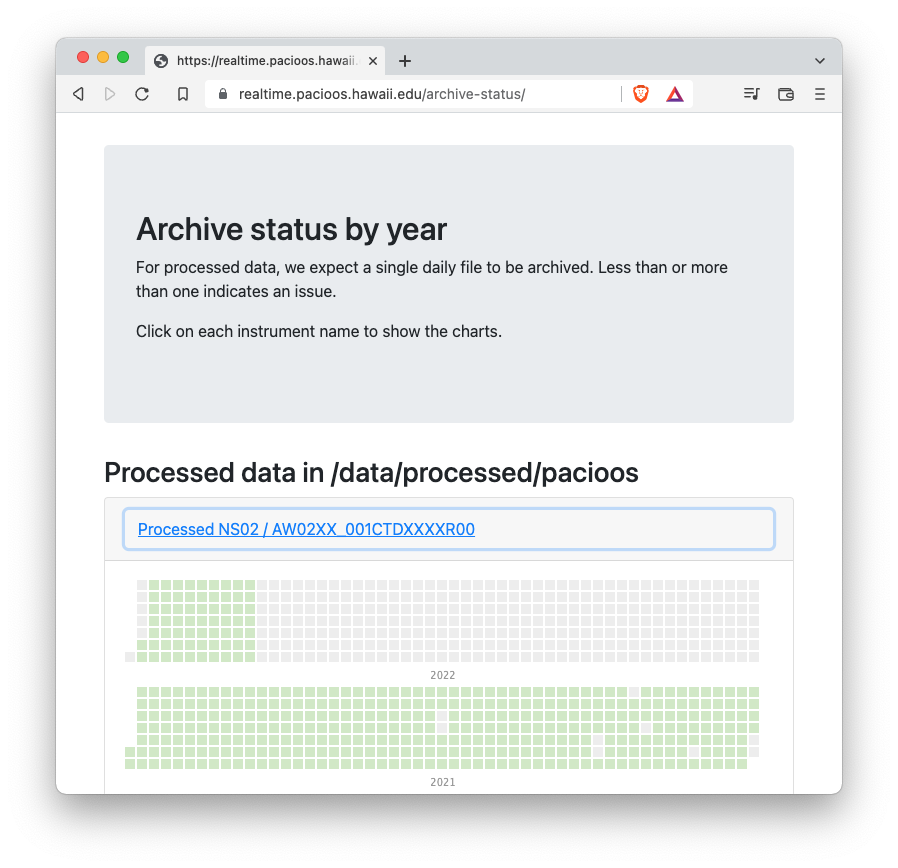 https://realtime.pacioos.hawaii.
realtime.pacioos.hawaii.edu/archive-status/
Archive status by year
For processed data, we expect a single daily file to be archived. Less than or more
than one indicates an issue.
Click on each instrument name to show the charts.
Processed data in /data/processed/pacioos
Processed NS02 / AW02XX_001CTDXXXXR00
2022
2021